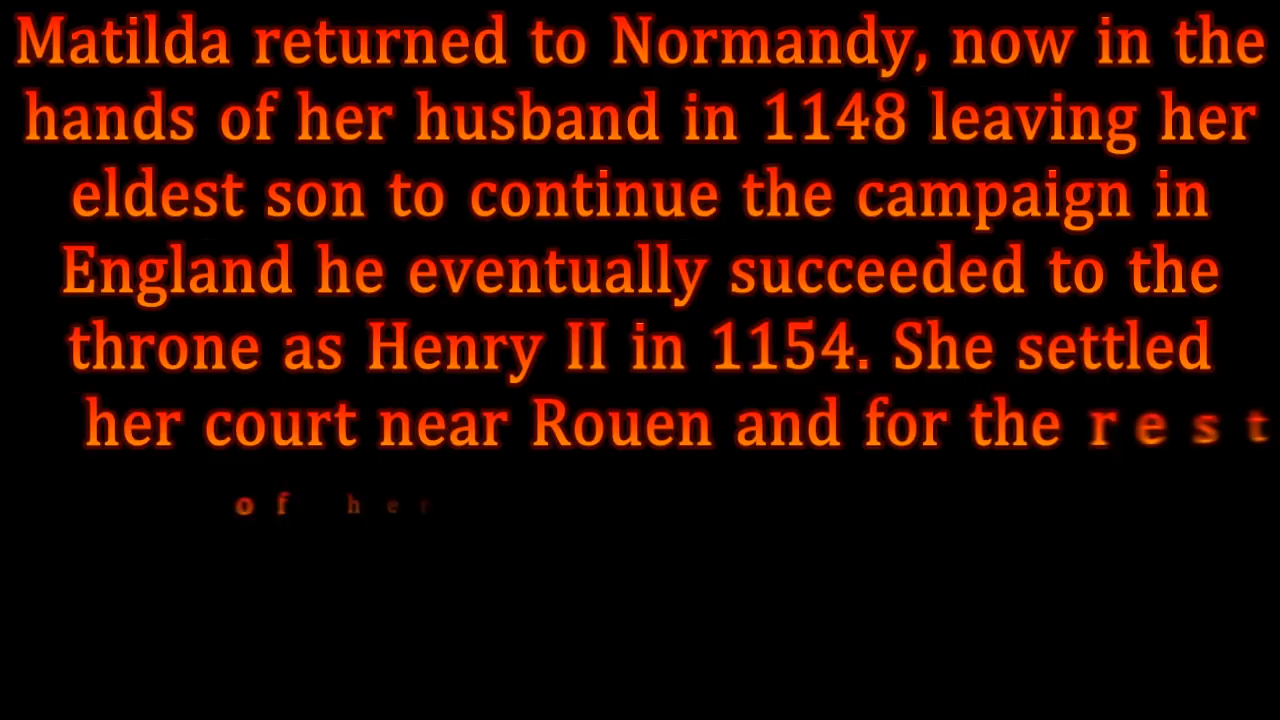 Matilda returned to Normandy, now in the
hands of her husband in 1148 leaving her
eldest son to continue the campaign in
England he eventually succeeded to the
throne as Henry II in 1154. She settled
her court near Rouen and for the rest
of her